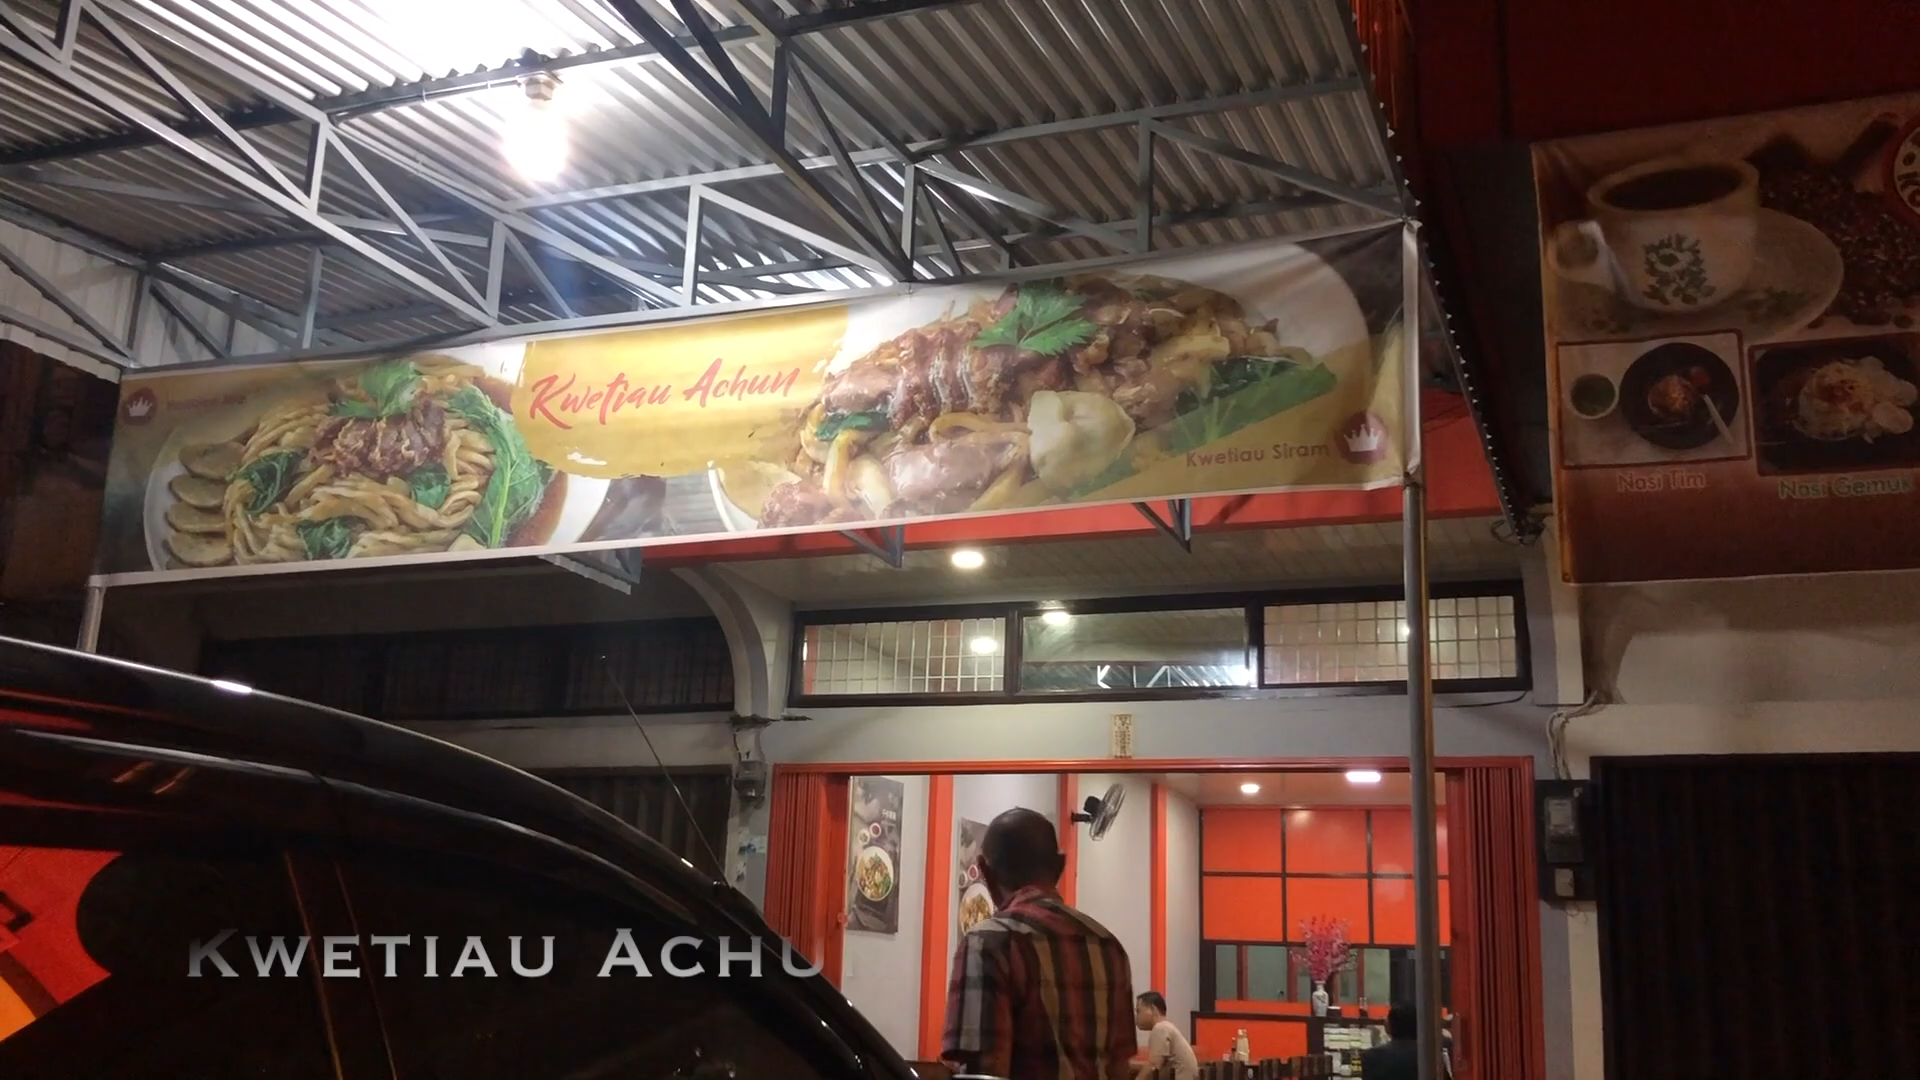 Kwetiau Achun
Kwetiau Siram
Nasi Tim
Nasi Gemuk
KWETIAU ACHU